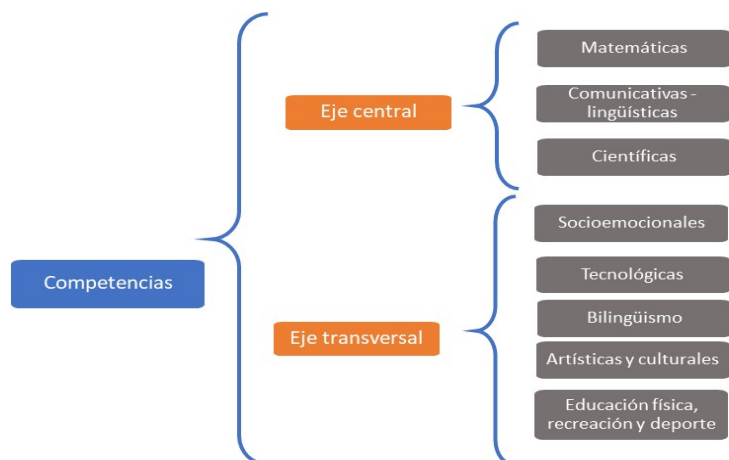 Competencias
Eje central
Matemáticas
Comunicativas -
lingüísticas
Científicas
Eje transversal
Socioemocionales
Tecnológicas
Bilingüismo
Artísticas y culturales
Educación física,
recreación y deporte